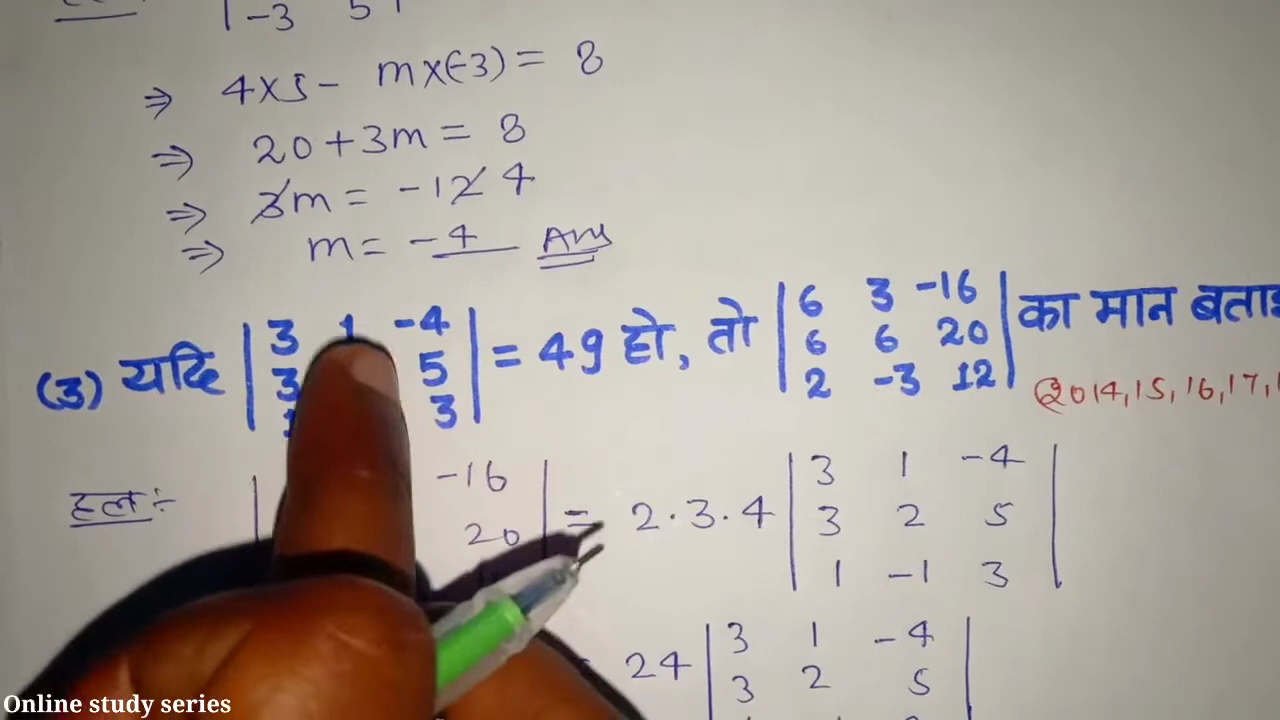 |-3 5|
⇒ 4×5- m×(-3) = 8
⇒ 20+3m = 8
⇒ 3m = -12 4
⇒ m= -4 Ans
(3) यदि | 3 1 -4 | = 49 हो, तो | 6 3 -16 | का मान बताइ
3 5 6 6 20
3 2 -3 12
2014,15,16,17,1
हल :- | -16 | = 2.3.4 | 3 1 -4 |
20 3 2 5
1 -1 3
24 | 3 1 -4 |
3 2 5
Online study series